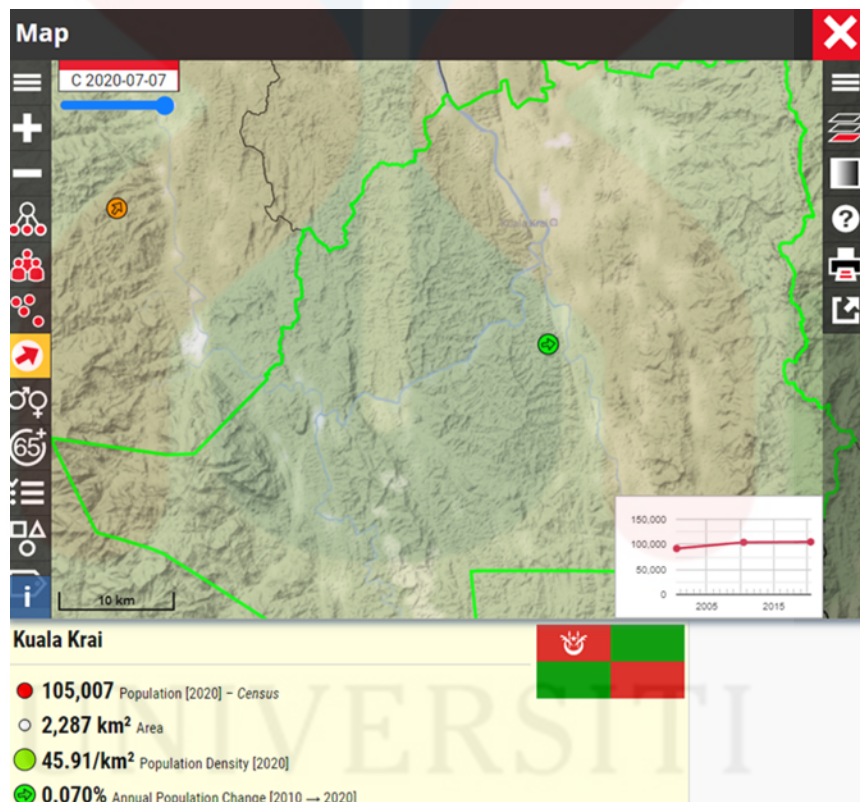 Map
C 2020-07-07
65+
i
10 km
150,000
100,000
50,000
0
2005 2015
Kuala Krai
105,007 Population [2020] – Census
2,287 km² Area
45.91/km² Population Density [2020]
0.070% Annual Population Change [2010 → 2020]
UNIVERSITI